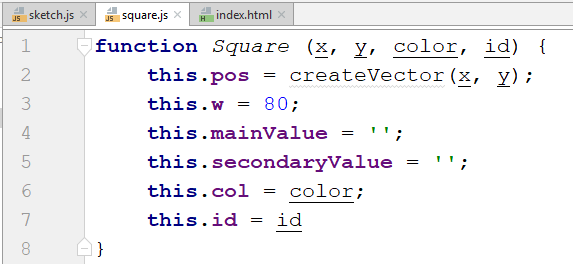 sketch.js square.js index.html
1 function Square (x, y, color, id) {
2 this.pos = createVector(x, y);
3 this.w = 80;
4 this.mainValue = '';
5 this.secondaryValue = '';
6 this.col = color;
7 this.id = id
8 }